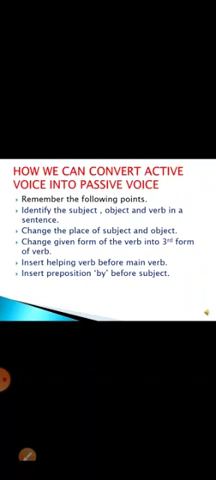 HOW WE CAN CONVERT ACTIVE
VOICE INTO PASSIVE VOICE
Remember the following points.
Identify the subject , object and verb in a
sentence.
Change the place of subject and object.
Change given form of the verb into 3rd form
of verb.
Insert helping verb before main verb.
Insert preposition 'by' before subject.